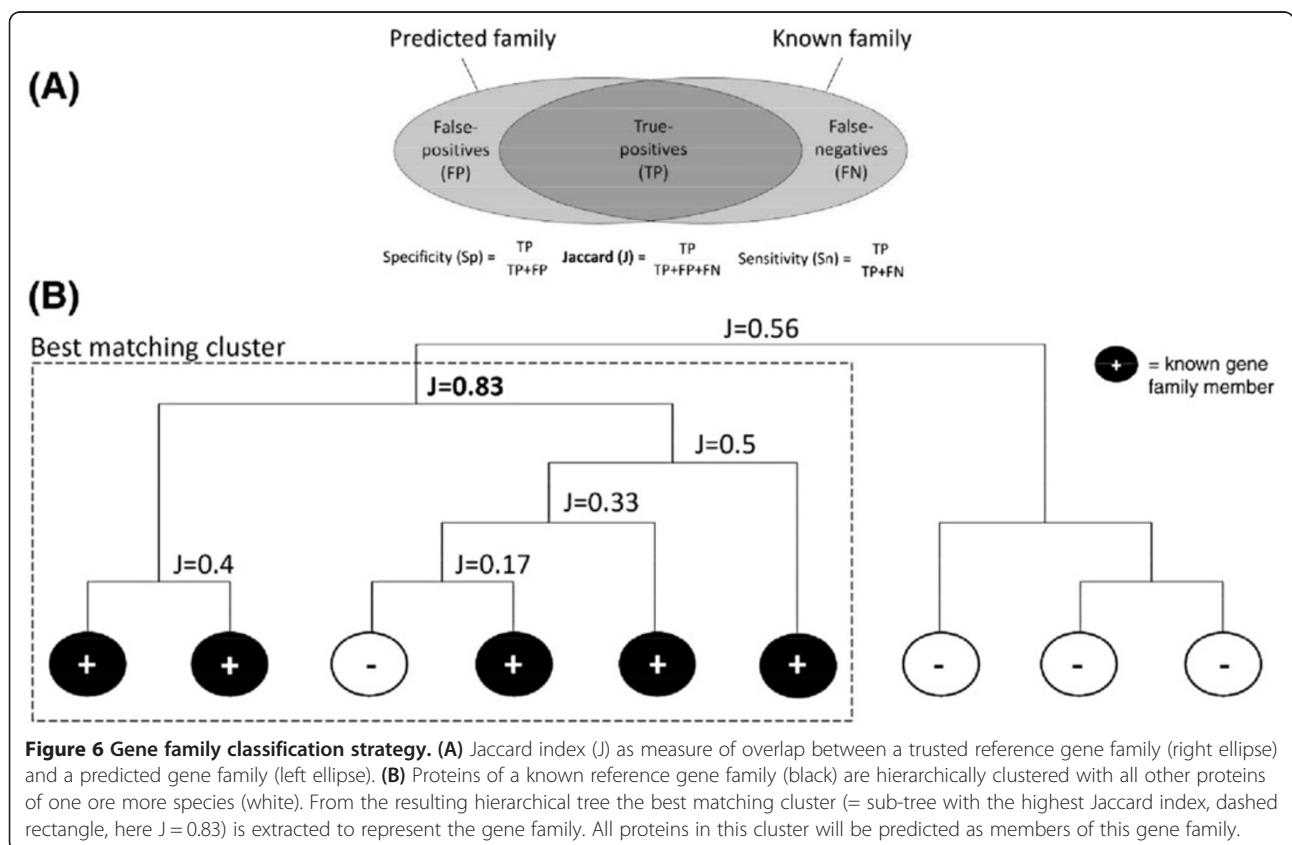 Predicted family Known family
(A)
False-
positives
(FP)
True-
positives
(TP)
False-
negatives
(FN)
Specificity (Sp) = TP / TP+FP Jaccard (J) = TP / TP+FP+FN Sensitivity (Sn) = TP / TP+FN
(B)
J=0.56
Best matching cluster
+ = known gene
family member
J=0.83
J=0.5
J=0.33
J=0.4 J=0.17
+ + - + + + - - -
Figure 6 Gene family classification strategy. (A) Jaccard index (J) as measure of overlap between a trusted reference gene family (right ellipse)
and a predicted gene family (left ellipse). (B) Proteins of a known reference gene family (black) are hierarchically clustered with all other proteins
of one ore more species (white). From the resulting hierarchical tree the best matching cluster (= sub-tree with the highest Jaccard index, dashed
rectangle, here J = 0.83) is extracted to represent the gene family. All proteins in this cluster will be predicted as members of this gene family.